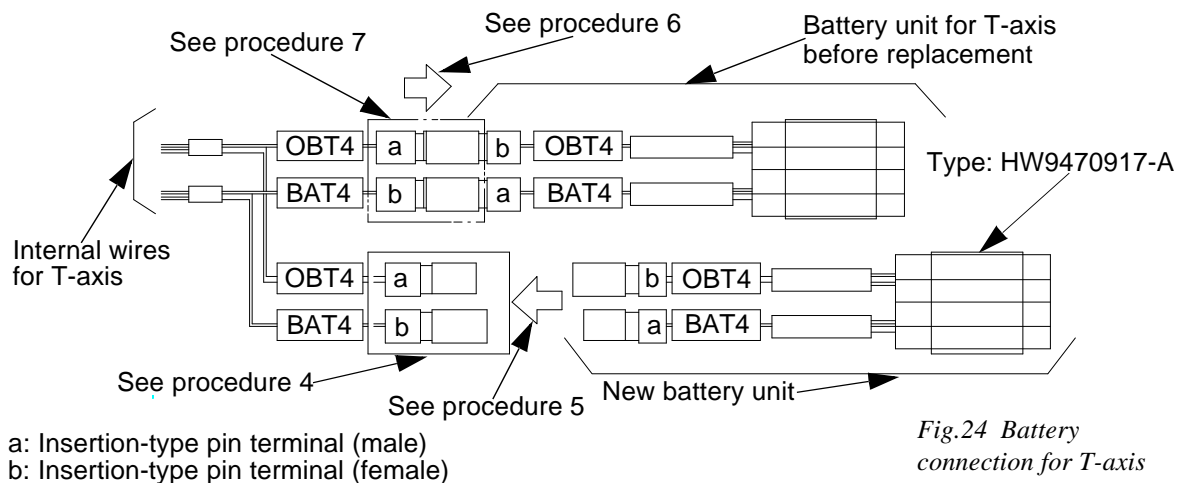 See procedure 7
See procedure 6
Battery unit for T-axis
before replacement
OBT4 a b OBT4
BAT4 b a BAT4
Type: HW9470917-A
Internal wires
for T-axis
OBT4 a b OBT4
BAT4 b a BAT4
See procedure 4
See procedure 5
New battery unit
a: Insertion-type pin terminal (male)
b: Insertion-type pin terminal (female)
Fig.24 Battery
connection for T-axis